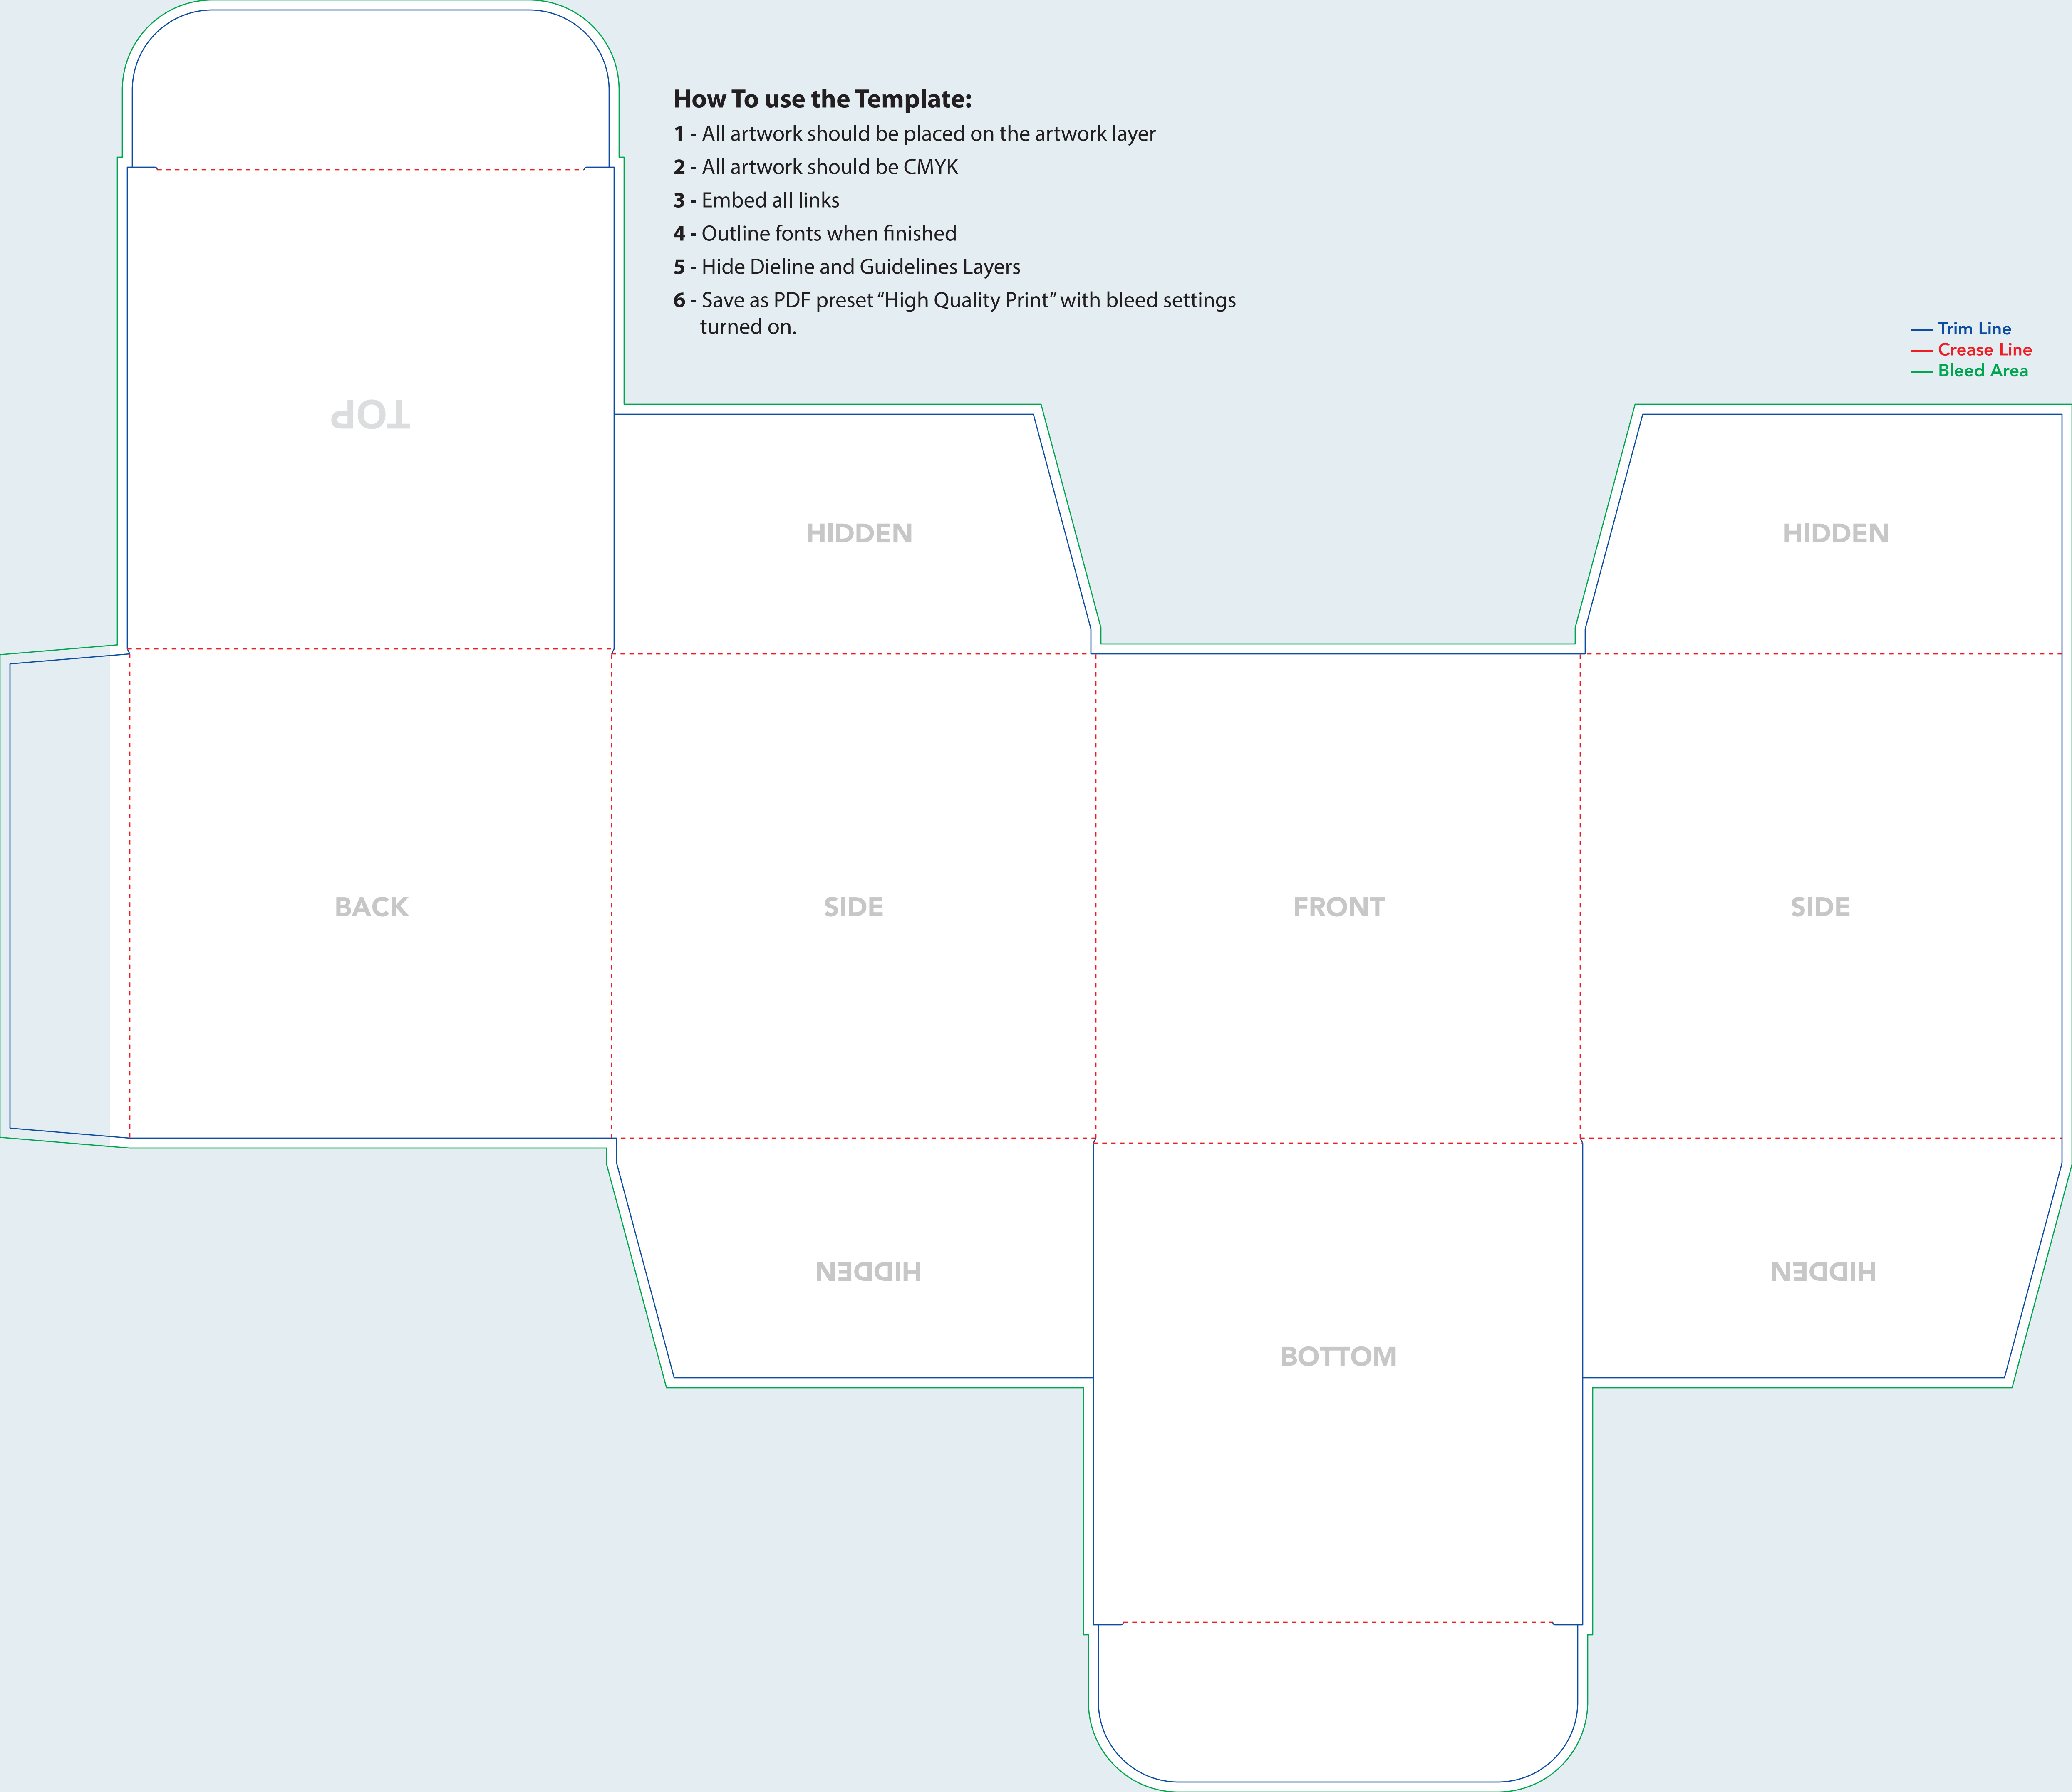 How To use the Template:
1 - All artwork should be placed on the artwork layer
2 - All artwork should be CMYK
3 - Embed all links
4 - Outline fonts when finished
5 - Hide Dieline and Guidelines Layers
6 - Save as PDF preset “High Quality Print” with bleed settings
turned on.
Trim Line
Crease Line
Bleed Area
TOP
HIDDEN
HIDDEN
BACK
SIDE
FRONT
SIDE
HIDDEN
HIDDEN
BOTTOM